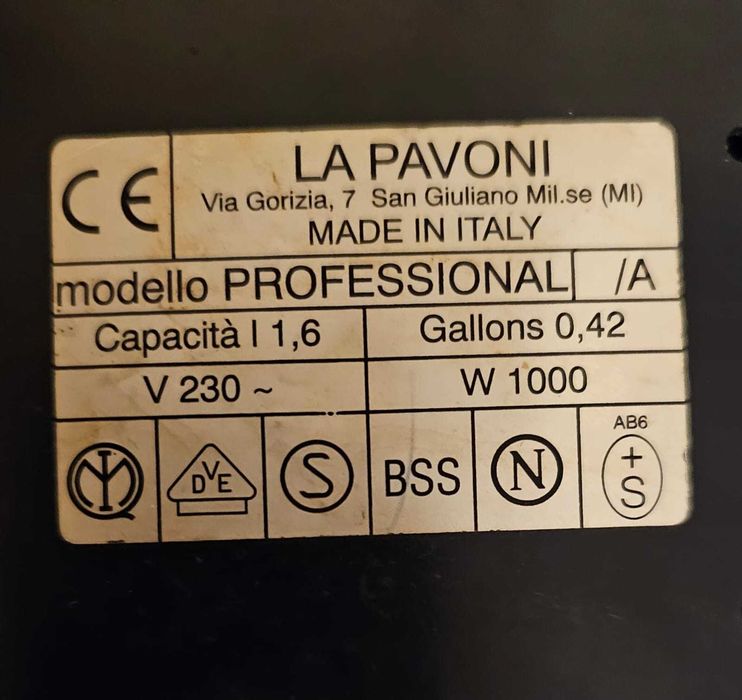 CE
LA PAVONI
Via Gorizia, 7 San Giuliano Mil.se (MI)
MADE IN ITALY
modello PROFESSIONAL /A
Capacità l 1,6 Gallons 0,42
V 230 ~ W 1000
AB6
IMQ DVE S BSS N +S